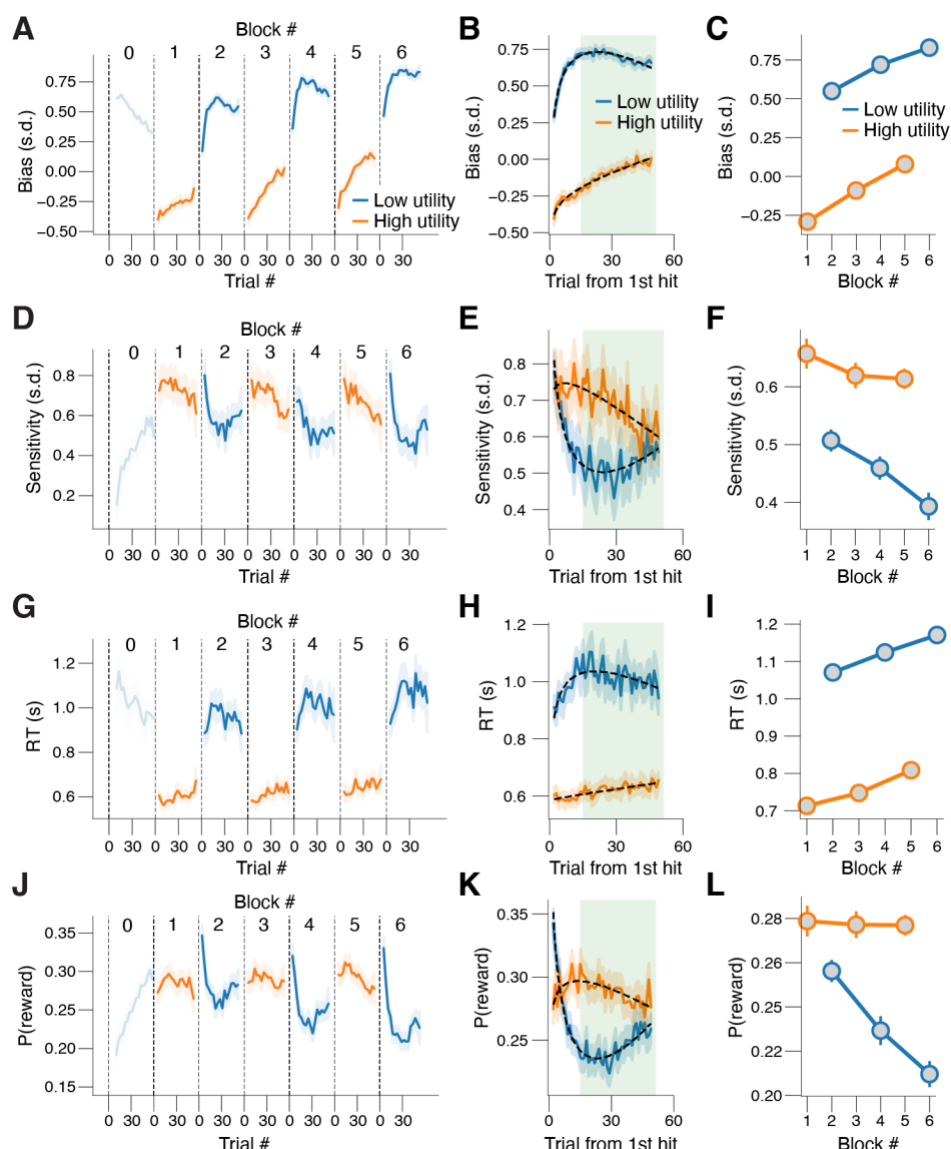 A
Block #
0 1 2 3 4 5 6
Bias (s.d.)
0.75
0.50
0.25
0.00
−0.25
−0.50
Low utility
High utility
0 30 0 30 0 30 0 30 0 30 0 30 0 30
Trial #
B
Bias (s.d.)
0.75
0.50
0.25
0.00
−0.25
−0.50
Low utility
High utility
0 30 60
Trial from 1st hit
C
Bias (s.d.)
0.75
0.50
0.25
0.00
−0.25
Low utility
High utility
1 2 3 4 5 6
Block #
D
Block #
0 1 2 3 4 5 6
Sensitivity (s.d.)
0.8
0.6
0.4
0.2
0 30 0 30 0 30 0 30 0 30 0 30 0 30
Trial #
E
Sensitivity (s.d.)
0.8
0.7
0.6
0.5
0.4
0 30 60
Trial from 1st hit
F
Sensitivity (s.d.)
0.6
0.5
0.4
1 2 3 4 5 6
Block #
G
Block #
0 1 2 3 4 5 6
RT (s)
1.2
1.0
0.8
0.6
0 30 0 30 0 30 0 30 0 30 0 30 0 30
Trial #
H
RT (s)
1.2
1.0
0.8
0.6
0 30 60
Trial from 1st hit
I
RT (s)
1.2
1.1
1.0
0.9
0.8
0.7
1 2 3 4 5 6
Block #
J
Block #
0 1 2 3 4 5 6
P(reward)
0.35
0.30
0.25
0.20
0.15
0 30 0 30 0 30 0 30 0 30 0 30 0 30
Trial #
K
P(reward)
0.35
0.30
0.25
0 30 60
Trial from 1st hit
L
P(reward)
0.28
0.26
0.25
0.22
0.20
1 2 3 4 5 6
Block #